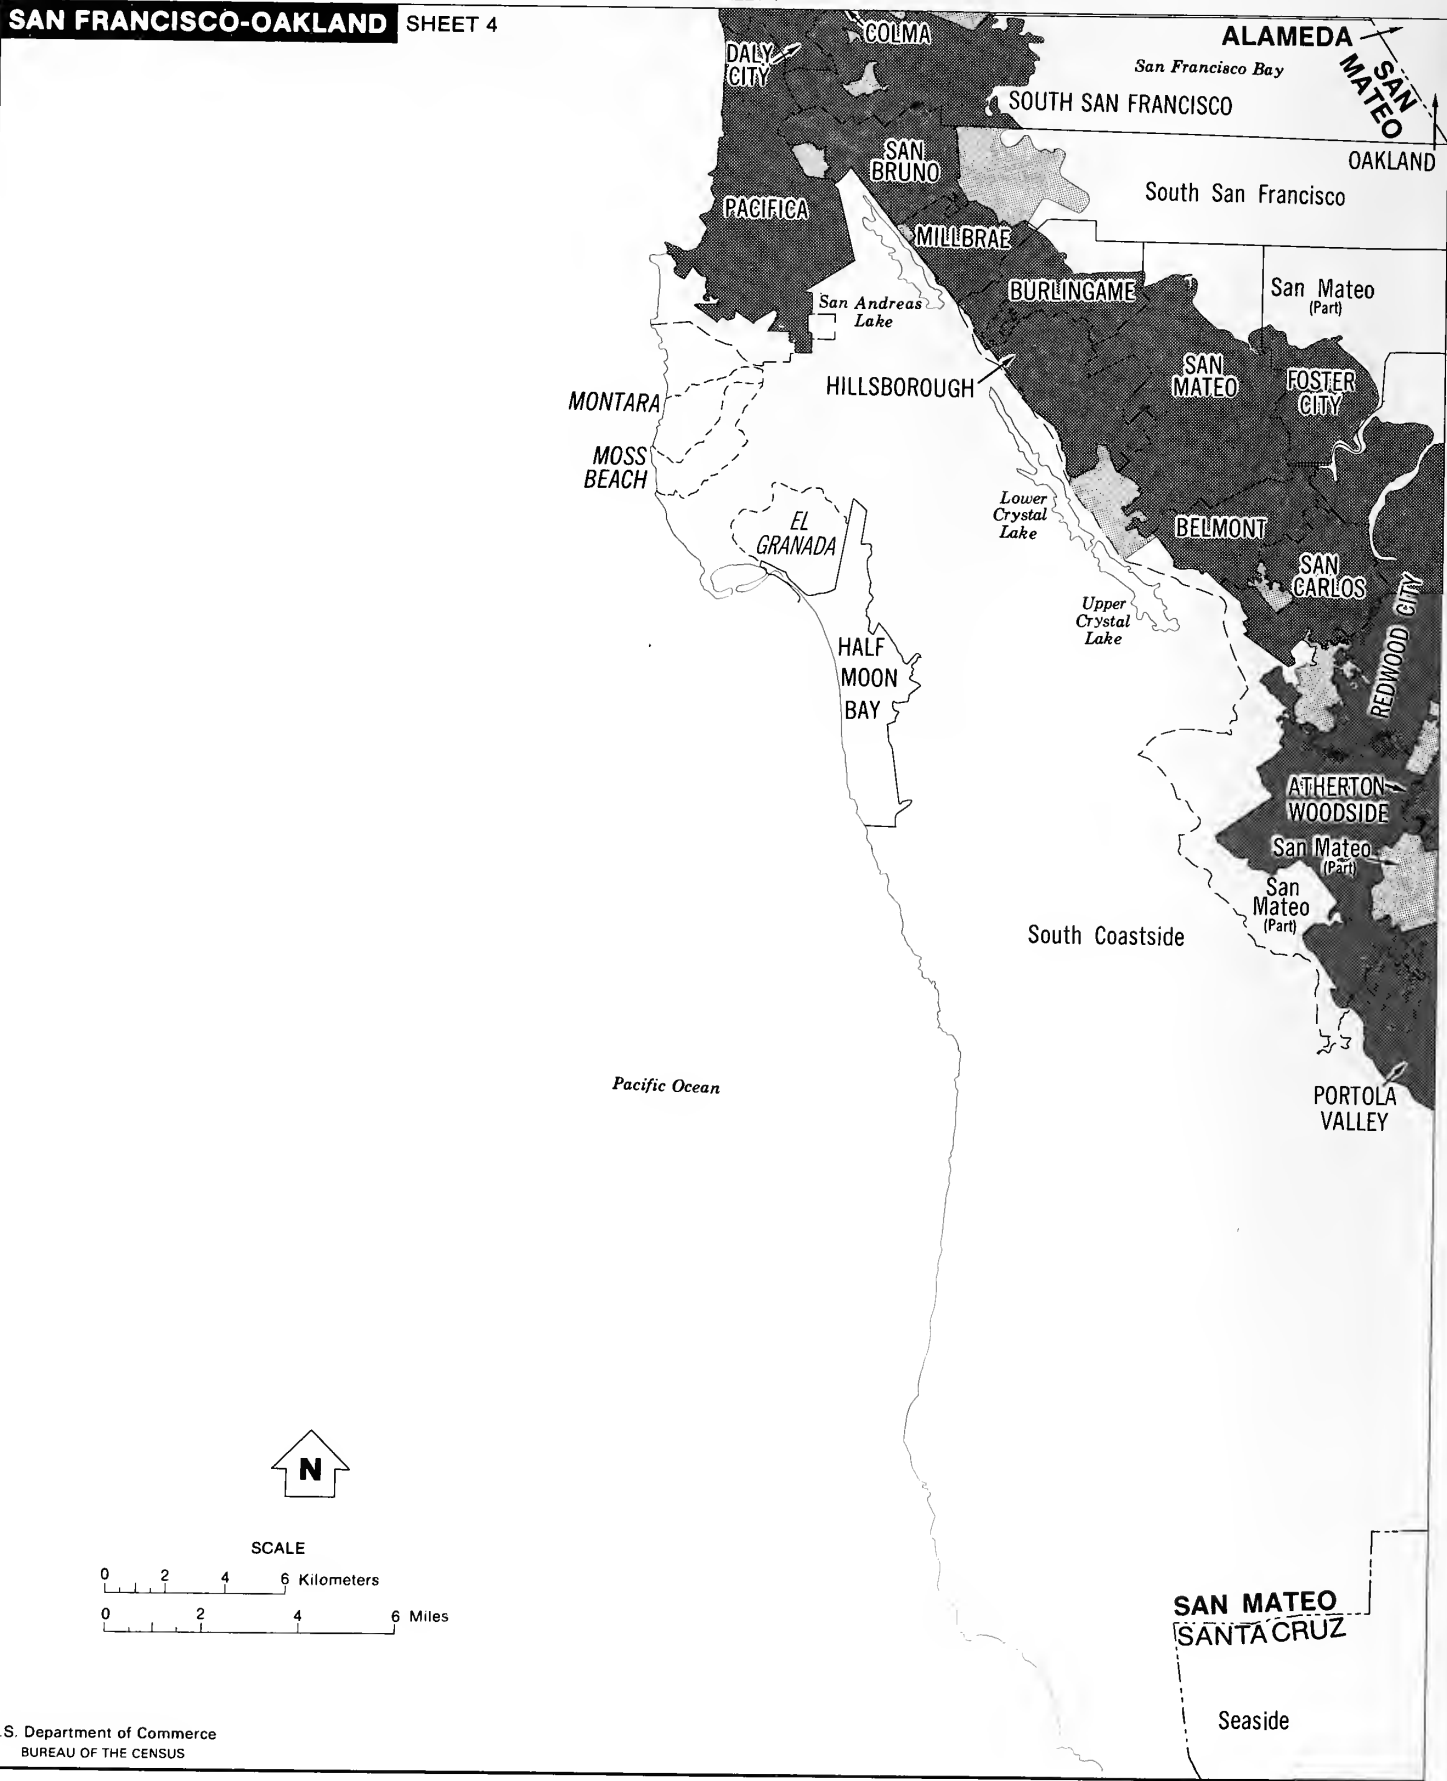 SAN FRANCISCO-OAKLAND SHEET 4
COLMA
ALAMEDA
SAN
MATEO
DALY
CITY
San Francisco Bay
SOUTH SAN FRANCISCO
OAKLAND
SAN
BRUNO
South San Francisco
PACIFICA
MILLBRAE
BURLINGAME
San Mateo
(Part)
San Andreas
Lake
HILLSBOROUGH
SAN
MATEO
FOSTER
CITY
MONTARA
MOSS
BEACH
Lower
Crystal
Lake
EL
GRANADA
BELMONT
SAN
CARLOS
Upper
Crystal
Lake
REDWOOD CITY
HALF
MOON
BAY
ATHERTON
WOODSIDE
San Mateo
(Part)
San
Mateo
(Part)
South Coastside
Pacific Ocean
PORTOLA
VALLEY
N
SCALE
0 2 4 6 Kilometers
0 2 4 6 Miles
SAN MATEO
SANTA CRUZ
Seaside
.S. Department of Commerce
BUREAU OF THE CENSUS